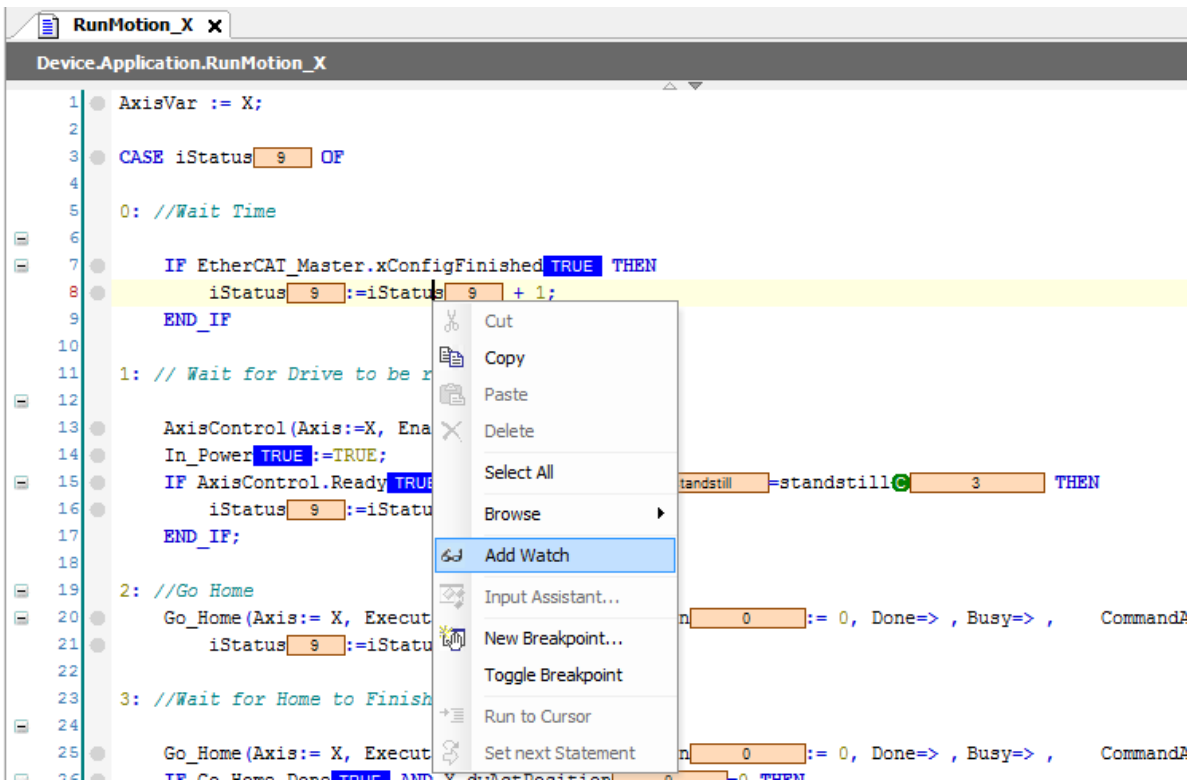 RunMotion_X
Device.Application.RunMotion_X
1 AxisVar := X;
2
3 CASE iStatus 9 OF
4
5 0: //Wait Time
6
7 IF EtherCAT_Master.xConfigFinished TRUE THEN
8 iStatus 9 :=iStatus 9 + 1;
9 END_IF
10
11 1: // Wait for Drive to be r
12
13 AxisControl(Axis:=X, Ena
14 In_Power TRUE :=TRUE;
15 IF AxisControl.Ready TRUE tandstill =standstill C 3 THEN
16 iStatus 9 :=iStatu
17 END_IF;
18
19 2: //Go Home
20 Go_Home(Axis:= X, Execut n 0 := 0, Done=> , Busy=> , CommandA
21 iStatus 9 :=iStatu
22
23 3: //Wait for Home to Finish
24
25 Go_Home(Axis:= X, Execut n 0 := 0, Done=> , Busy=> , CommandA
Cut
Copy
Paste
Delete
Select All
Browse
Add Watch
Input Assistant...
New Breakpoint...
Toggle Breakpoint
Run to Cursor
Set next Statement